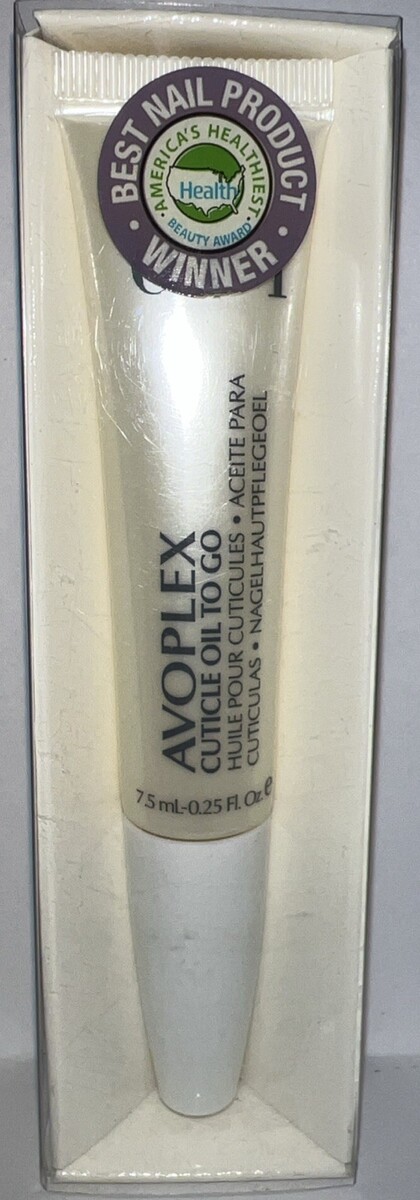 BEST NAIL PRODUCT
AMERICA'S HEALTHIEST
Health
BEAUTY AWARD
WINNER
AVOPLEX
CUTICLE OIL TO GO
HUILE POUR CUTICULES • ACEITE PARA
CUTICULAS • NAGELHAUTPFLEGEOEL
7.5 mL-0.25 Fl. Oz. e